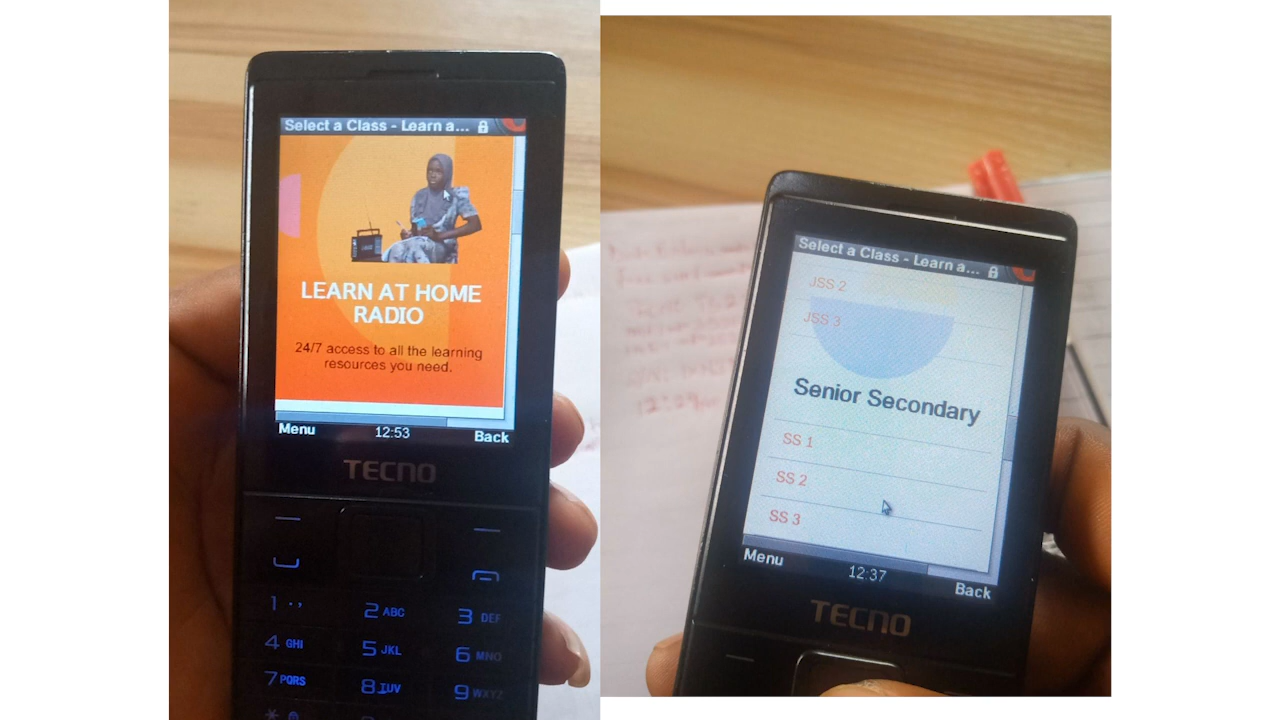 Select a Class - Learn a...
LEARN AT HOME
RADIO
24/7 access to all the learning
resources you need.
Menu 12:53 Back
TECNO
1
2 ABC
3 DEF
4 GHI
5 JKL
6 MNO
7 PQRS
8 TUV
9 WXYZ
*
Select a Class - Learn a...
JSS 2
JSS 3
Senior Secondary
SS 1
SS 2
SS 3
Menu 12:37 Back
TECNO